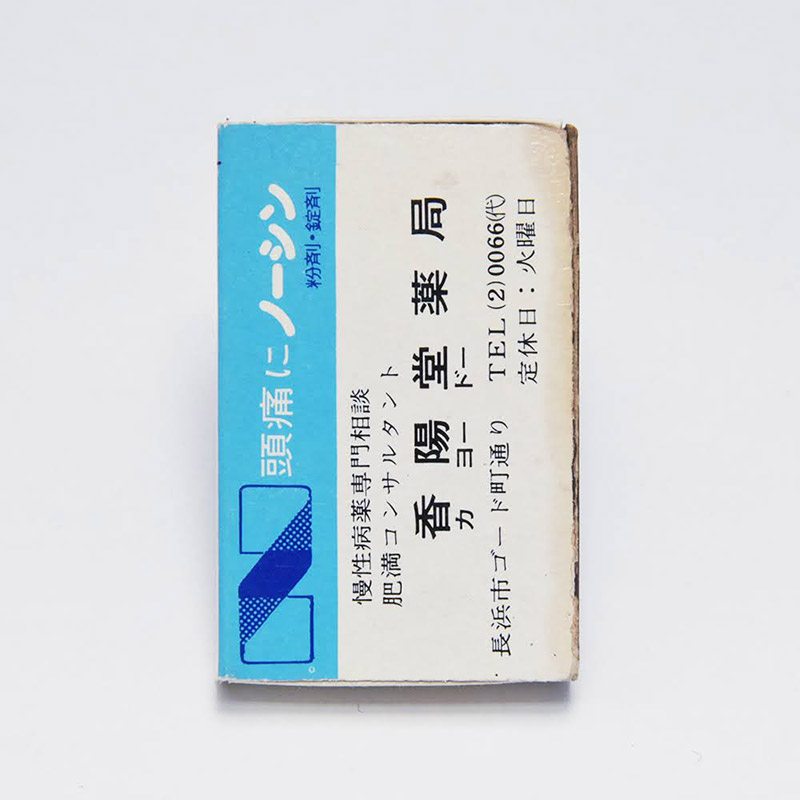 頭痛にノーシン
粉剤・錠剤
慢性病薬専門相談
肥満コンサルタント
香陽堂薬局
カヨードー
長浜市ゴード町通り TEL(2)0066(代)
定休日：火曜日